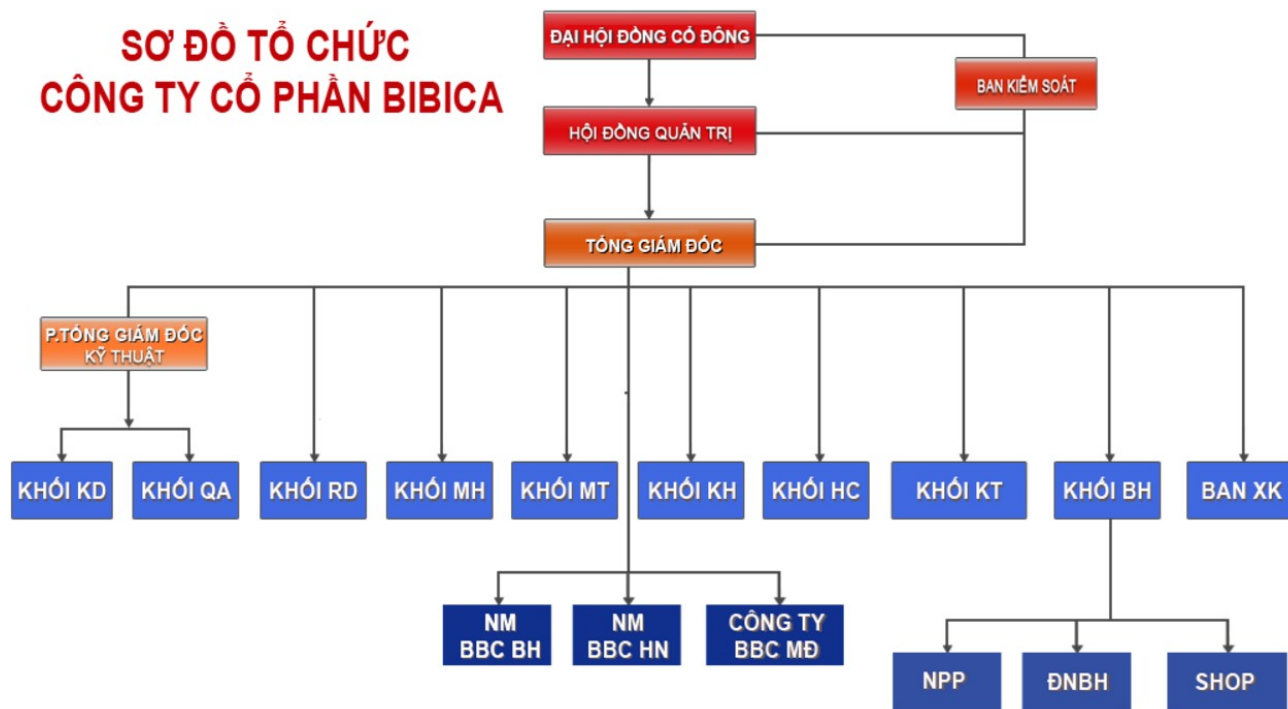 SƠ ĐỒ TỔ CHỨC
CÔNG TY CỔ PHẦN BIBICA
ĐẠI HỘI ĐỒNG CỔ ĐÔNG
BAN KIỂM SOÁT
HỘI ĐỒNG QUẢN TRỊ
TỔNG GIÁM ĐỐC
P.TỔNG GIÁM ĐỐC
KỸ THUẬT
KHỐI KD
KHỐI QA
KHỐI RD
KHỐI MH
KHỐI MT
KHỐI KH
KHỐI HC
KHỐI KT
KHỐI BH
BAN XK
NM
BBC BH
NM
BBC HN
CÔNG TY
BBC MĐ
NPP
ĐNBH
SHOP